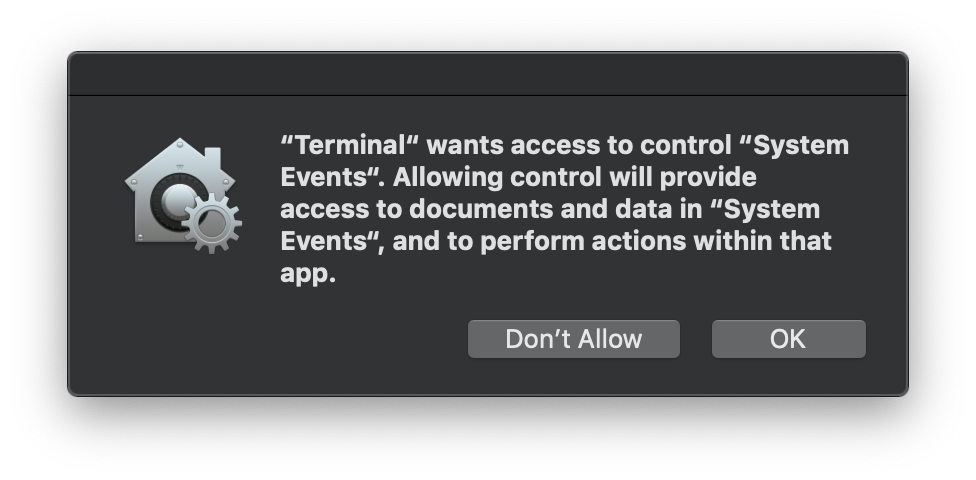 “Terminal“ wants access to control “System
Events“. Allowing control will provide
access to documents and data in “System
Events“, and to perform actions within that
app.
Don’t Allow
OK